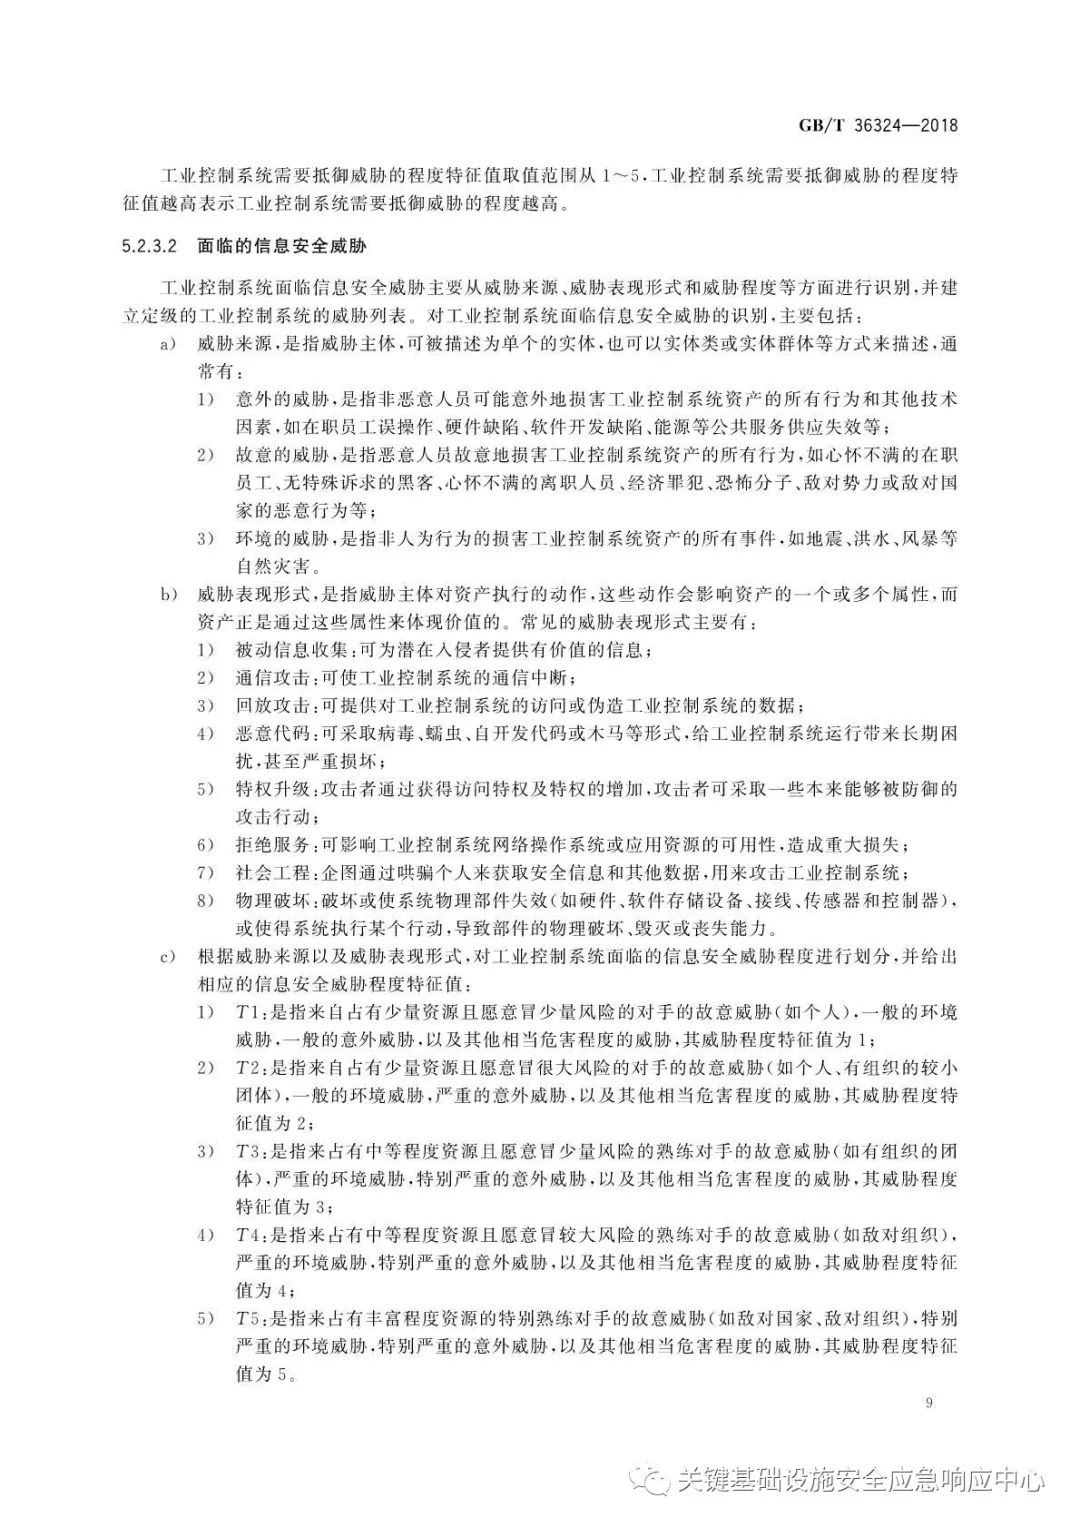 GB/T 36324—2018
工业控制系统需要抵御威胁的程度特征值取值范围从1～5,工业控制系统需要抵御威胁的程度特
征值越高表示工业控制系统需要抵御威胁的程度越高。
5.2.3.2 面临的信息安全威胁
工业控制系统面临信息安全威胁主要从威胁来源、威胁表现形式和威胁程度等方面进行识别,并建
立定级的工业控制系统的威胁列表。对工业控制系统面临信息安全威胁的识别,主要包括:
a) 威胁来源,是指威胁主体,可被描述为单个的实体,也可以实体类或实体群体等方式来描述,通
常有:
1) 意外的威胁,是指非恶意人员可能意外地损害工业控制系统资产的所有行为和其他技术
因素,如在职员工误操作、硬件缺陷、软件开发缺陷、能源等公共服务供应失效等;
2) 故意的威胁,是指恶意人员故意地损害工业控制系统资产的所有行为,如心怀不满的在职
员工、无特殊诉求的黑客、心怀不满的离职人员、经济罪犯、恐怖分子、敌对势力或敌对国
家的恶意行为等;
3) 环境的威胁,是指非人为行为的损害工业控制系统资产的所有事件,如地震、洪水、风暴等
自然灾害。
b) 威胁表现形式,是指威胁主体对资产执行的动作,这些动作会影响资产的一个或多个属性,而
资产正是通过这些属性来体现价值的。常见的威胁表现形式主要有:
1) 被动信息收集:可为潜在入侵者提供有价值的信息;
2) 通信攻击:可使工业控制系统的通信中断;
3) 回放攻击:可提供对工业控制系统的访问或伪造工业控制系统的数据;
4) 恶意代码:可采取病毒、蠕虫、自开发代码或木马等形式,给工业控制系统运行带来长期困
扰,甚至严重损坏;
5) 特权升级:攻击者通过获得访问特权及特权的增加,攻击者可采取一些本来能够被防御的
攻击行动;
6) 拒绝服务:可影响工业控制系统网络操作系统或应用资源的可用性,造成重大损失;
7) 社会工程:企图通过哄骗个人来获取安全信息和其他数据,用来攻击工业控制系统;
8) 物理破坏:破坏或使系统物理部件失效(如硬件、软件存储设备、接线、传感器和控制器),
或使得系统执行某个行动,导致部件的物理破坏、毁灭或丧失能力。
c) 根据威胁来源以及威胁表现形式,对工业控制系统面临的信息安全威胁程度进行划分,并给出
相应的信息安全威胁程度特征值:
1) T1:是指来自占有少量资源且愿意冒少量风险的对手的故意威胁(如个人),一般的环境
威胁,一般的意外威胁,以及其他相当危害程度的威胁,其威胁程度特征值为1;
2) T2:是指来自占有少量资源且愿意冒很大风险的对手的故意威胁(如个人、有组织的较小
团体),一般的环境威胁,严重的意外威胁,以及其他相当危害程度的威胁,其威胁程度特
征值为2;
3) T3:是指来占有中等程度资源且愿意冒少量风险的熟练对手的故意威胁(如有组织的团
体),严重的环境威胁,特别严重的意外威胁,以及其他相当危害程度的威胁,其威胁程度
特征值为3;
4) T4:是指来占有中等程度资源且愿意冒较大风险的熟练对手的故意威胁(如敌对组织),
严重的环境威胁,特别严重的意外威胁,以及其他相当危害程度的威胁,其威胁程度特征
值为4;
5) T5:是指来占有丰富程度资源的特别熟练对手的故意威胁(如敌对国家、敌对组织),特别
严重的环境威胁,特别严重的意外威胁,以及其他相当危害程度的威胁,其威胁程度特征
值为5。
9
关键基础设施安全应急响应中心